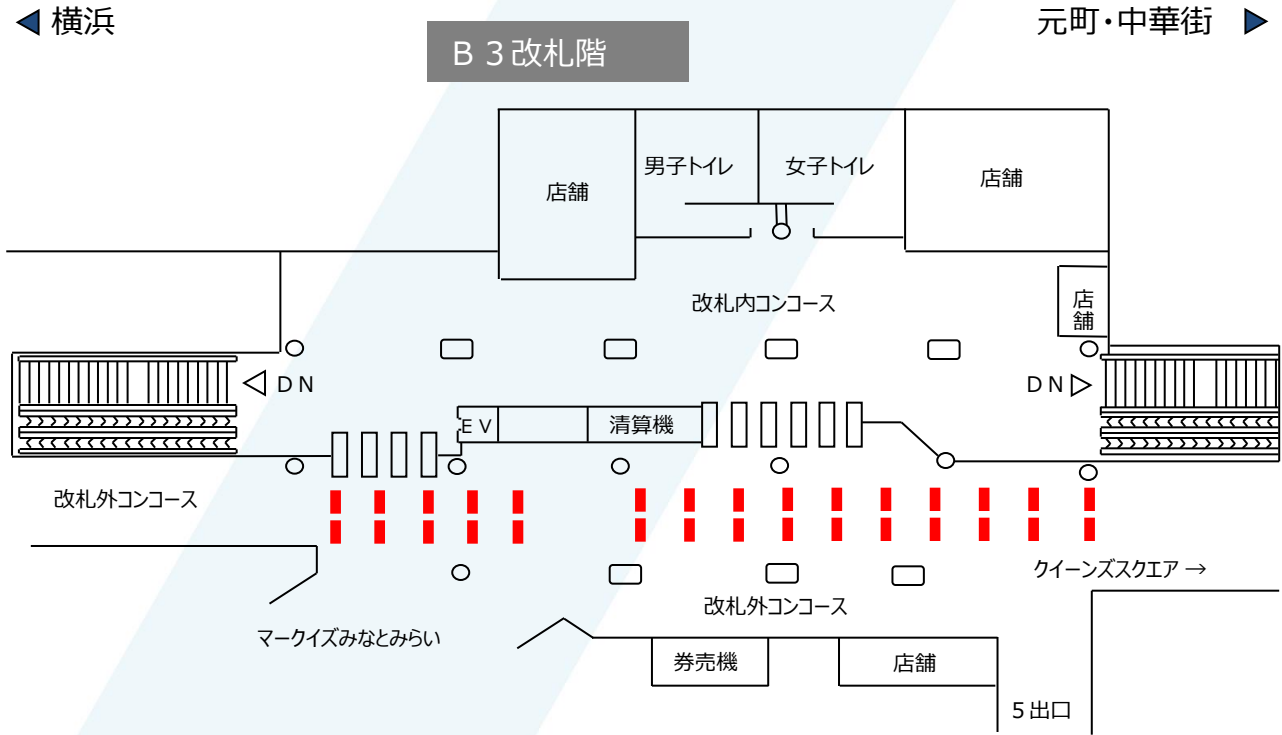 ◀ 横浜
元町・中華街 ▶
Ｂ３改札階
店舗
男子トイレ
女子トイレ
店舗
改札内コンコース
店
舗
ＤＮ
ＤＮ
ＥＶ
清算機
改札外コンコース
クイーンズスクエア →
改札外コンコース
マークイズみなとみらい
券売機
店舗
５出口